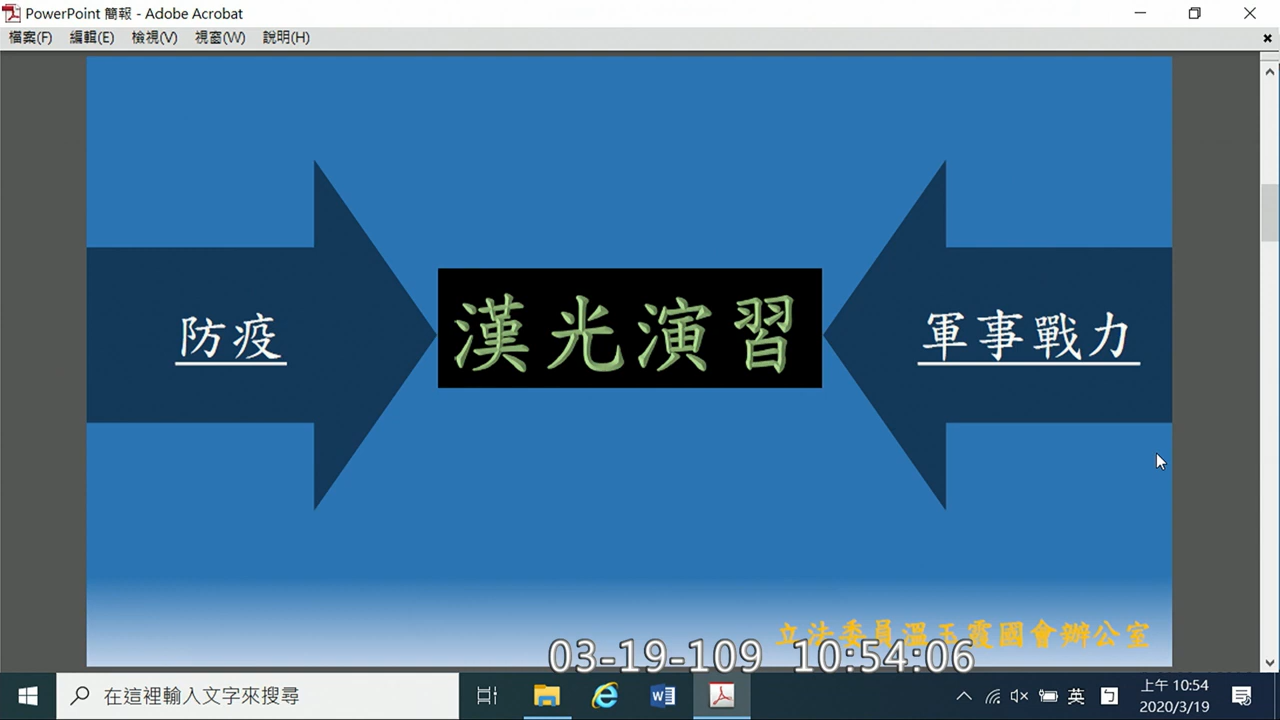 PowerPoint 簡報 - Adobe Acrobat
檔案(F) 編輯(E) 檢視(V) 視窗(W) 說明(H)
防疫
漢光演習
軍事戰力
立法委員溫玉霞國會辦公室
03-19-109 10:54:06
在這裡輸入文字來搜尋
英
上午 10:54
2020/3/19